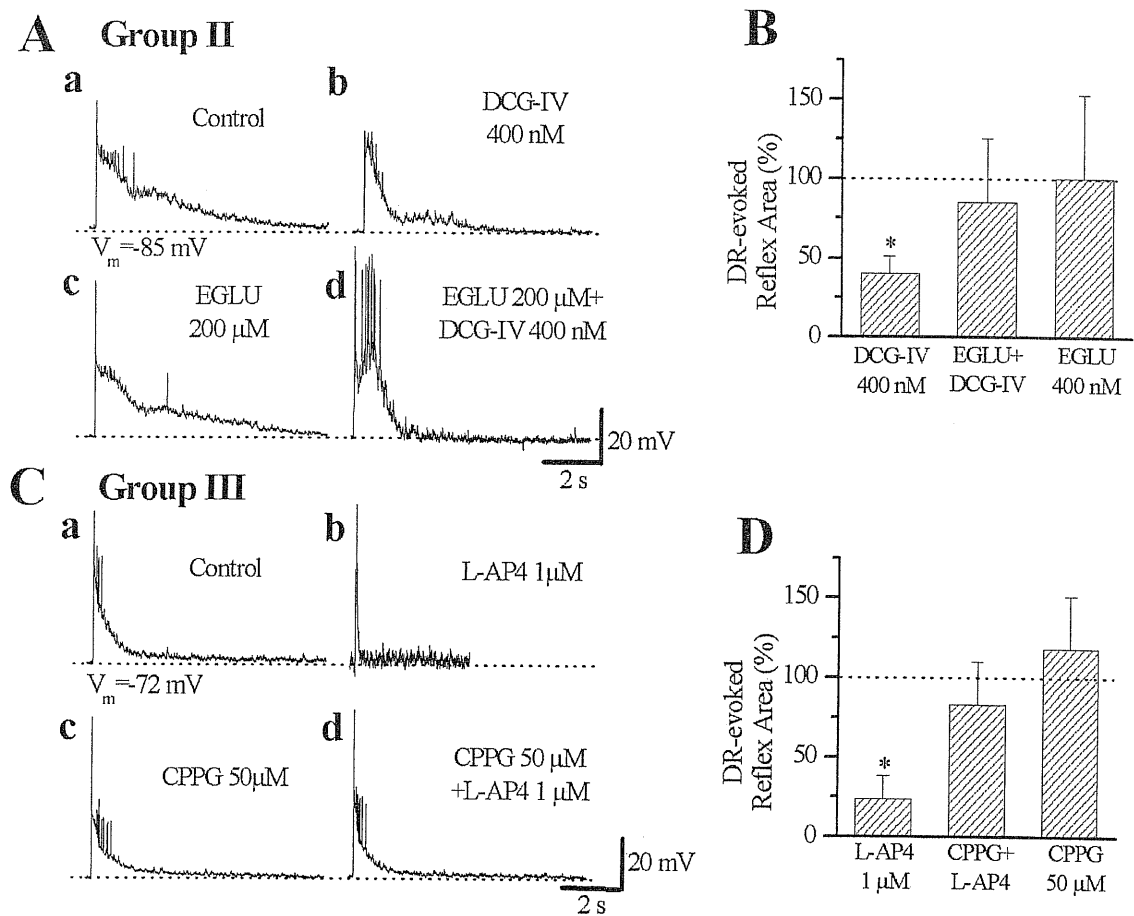 A Group II
a
Control
b
DCG-IV
400 nM
Vm=-85 mV
c
EGLU
200 μM
d
EGLU 200 μM+
DCG-IV 400 nM
20 mV
2 s
B
DR-evoked
Reflex Area (%)
150
100
50
0
*
DCG-IV
400 nM
EGLU+
DCG-IV
EGLU
400 nM
C Group III
a
Control
b
L-AP4 1μM
Vm=-72 mV
c
CPPG 50μM
d
CPPG 50 μM
+L-AP4 1 μM
20 mV
2 s
D
DR-evoked
Reflex Area (%)
150
100
50
0
*
L-AP4
1 μM
CPPG+
L-AP4
CPPG
50 μM